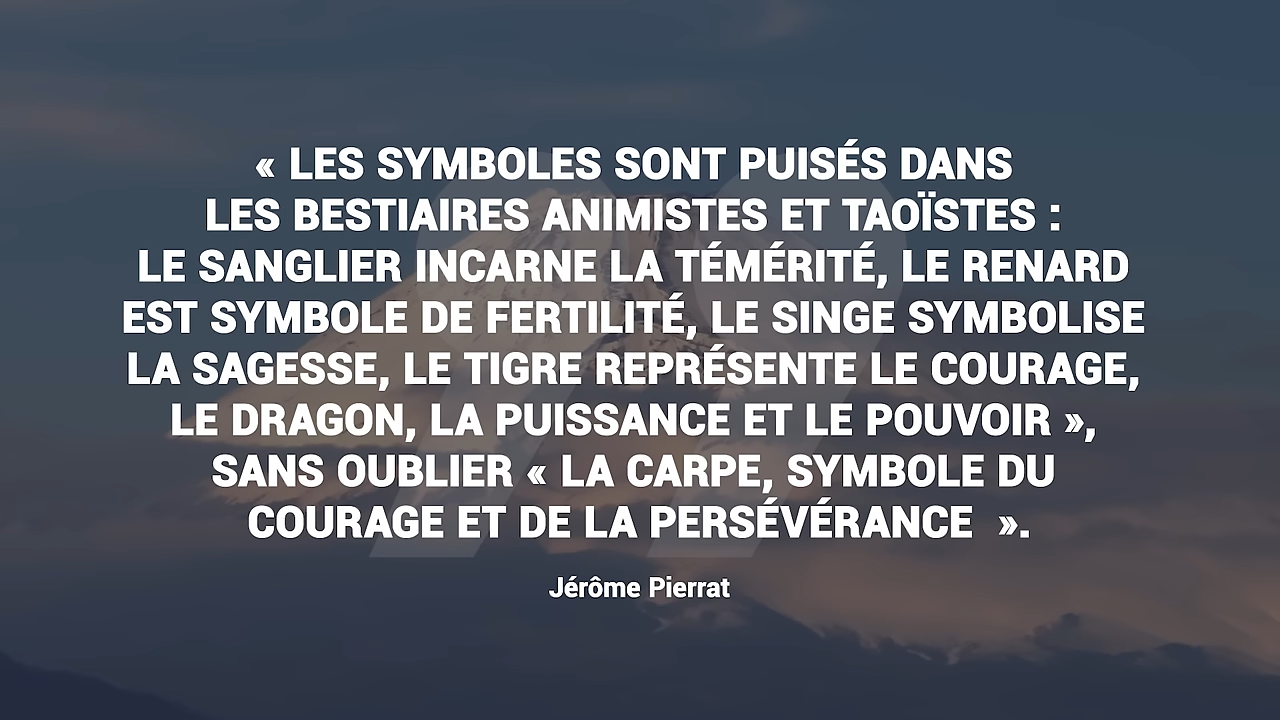 « LES SYMBOLES SONT PUISÉS DANS
LES BESTIAIRES ANIMISTES ET TAOÏSTES :
LE SANGLIER INCARNE LA TÉMÉRITÉ, LE RENARD
EST SYMBOLE DE FERTILITÉ, LE SINGE SYMBOLISE
LA SAGESSE, LE TIGRE REPRÉSENTE LE COURAGE,
LE DRAGON, LA PUISSANCE ET LE POUVOIR »,
SANS OUBLIER « LA CARPE, SYMBOLE DU
COURAGE ET DE LA PERSÉVÉRANCE  ».
Jérôme Pierrat